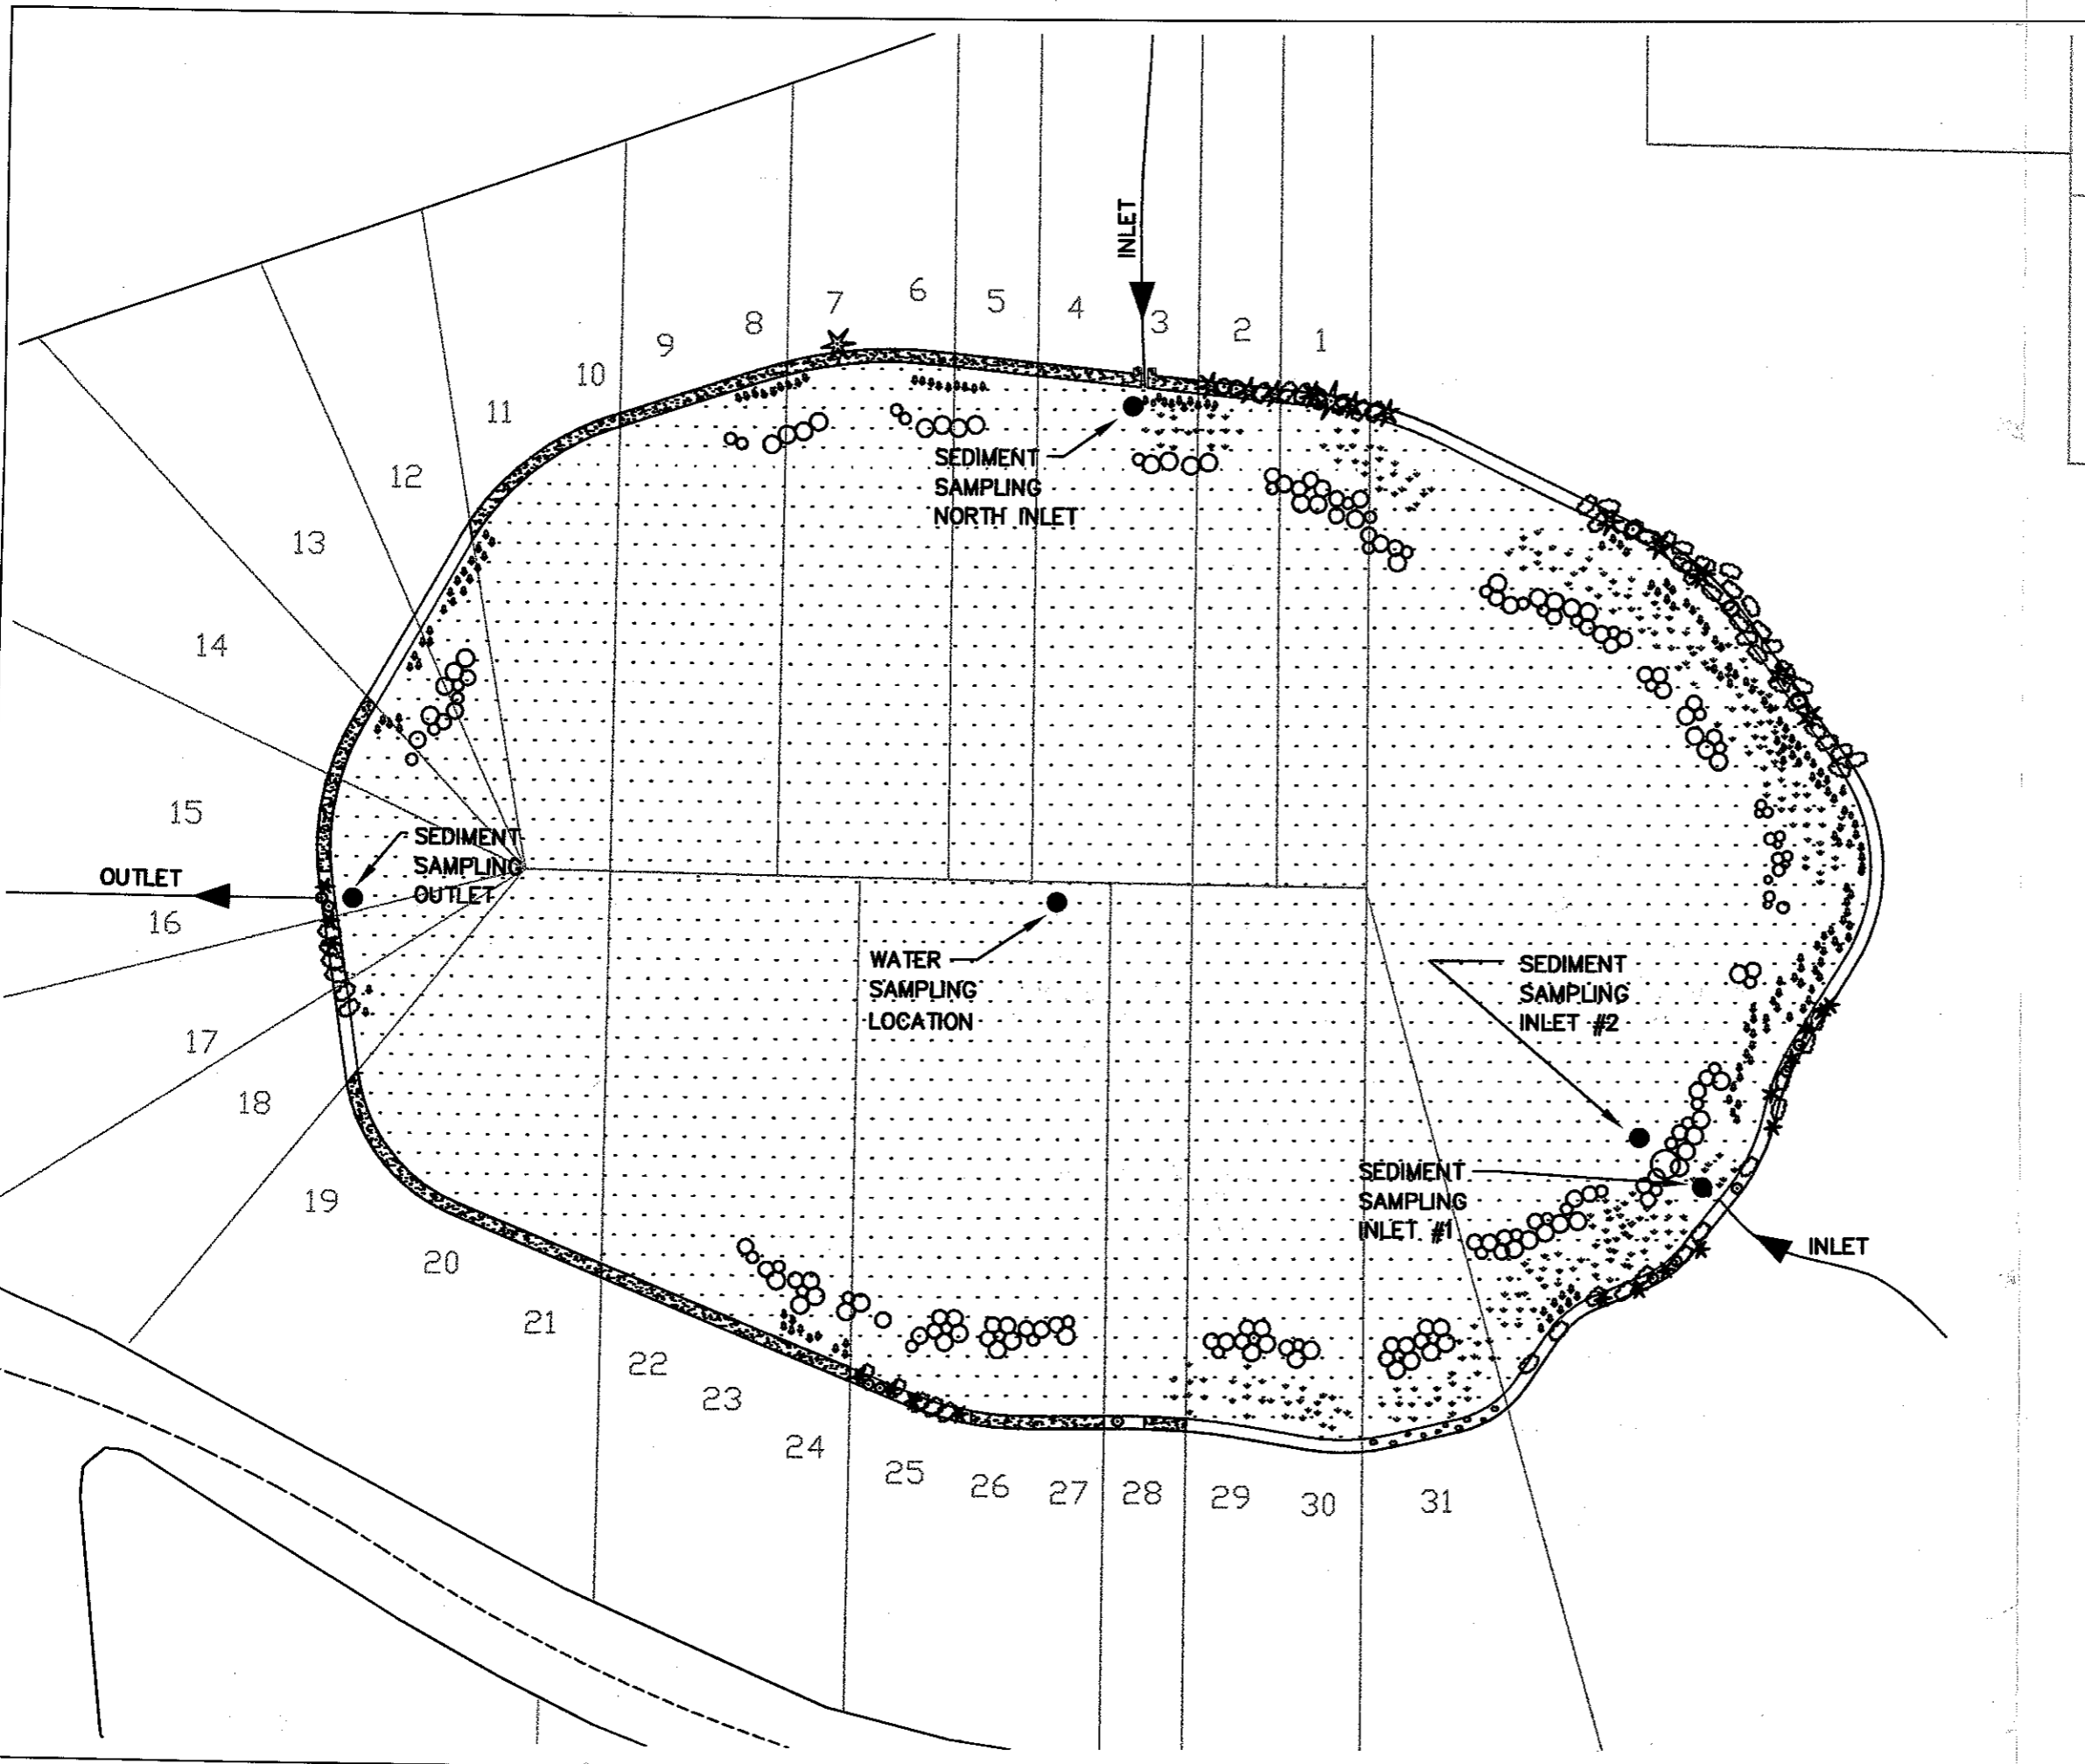 INLET
7
6
5
4
3
2
1
8
9
10
11
12
13
14
15
16
17
18
19
20
21
22
23
24
25
26
27
28
29
30
31
SEDIMENT
SAMPLING
NORTH INLET
SEDIMENT
SAMPLING
OUTLET
OUTLET
WATER
SAMPLING
LOCATION
SEDIMENT
SAMPLING
INLET #2
SEDIMENT
SAMPLING
INLET #1
INLET